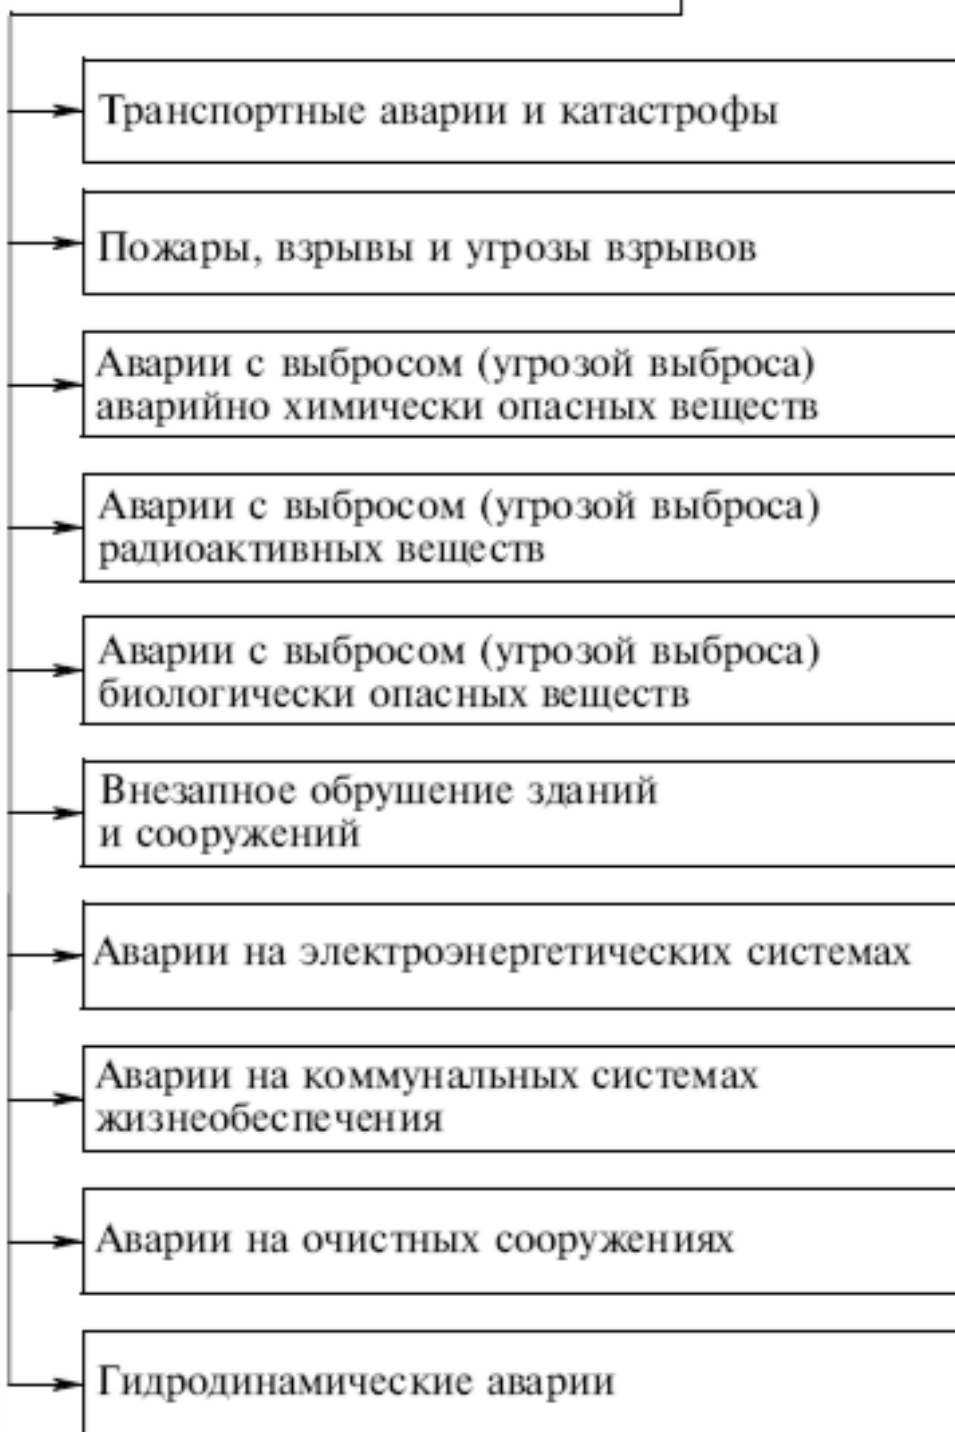 Транспортные аварии и катастрофы
Пожары, взрывы и угрозы взрывов
Аварии с выбросом (угрозой выброса)
аварийно химически опасных веществ
Аварии с выбросом (угрозой выброса)
радиоактивных веществ
Аварии с выбросом (угрозой выброса)
биологически опасных веществ
Внезапное обрушение зданий
и сооружений
Аварии на электроэнергетических системах
Аварии на коммунальных системах
жизнеобеспечения
Аварии на очистных сооружениях
Гидродинамические аварии